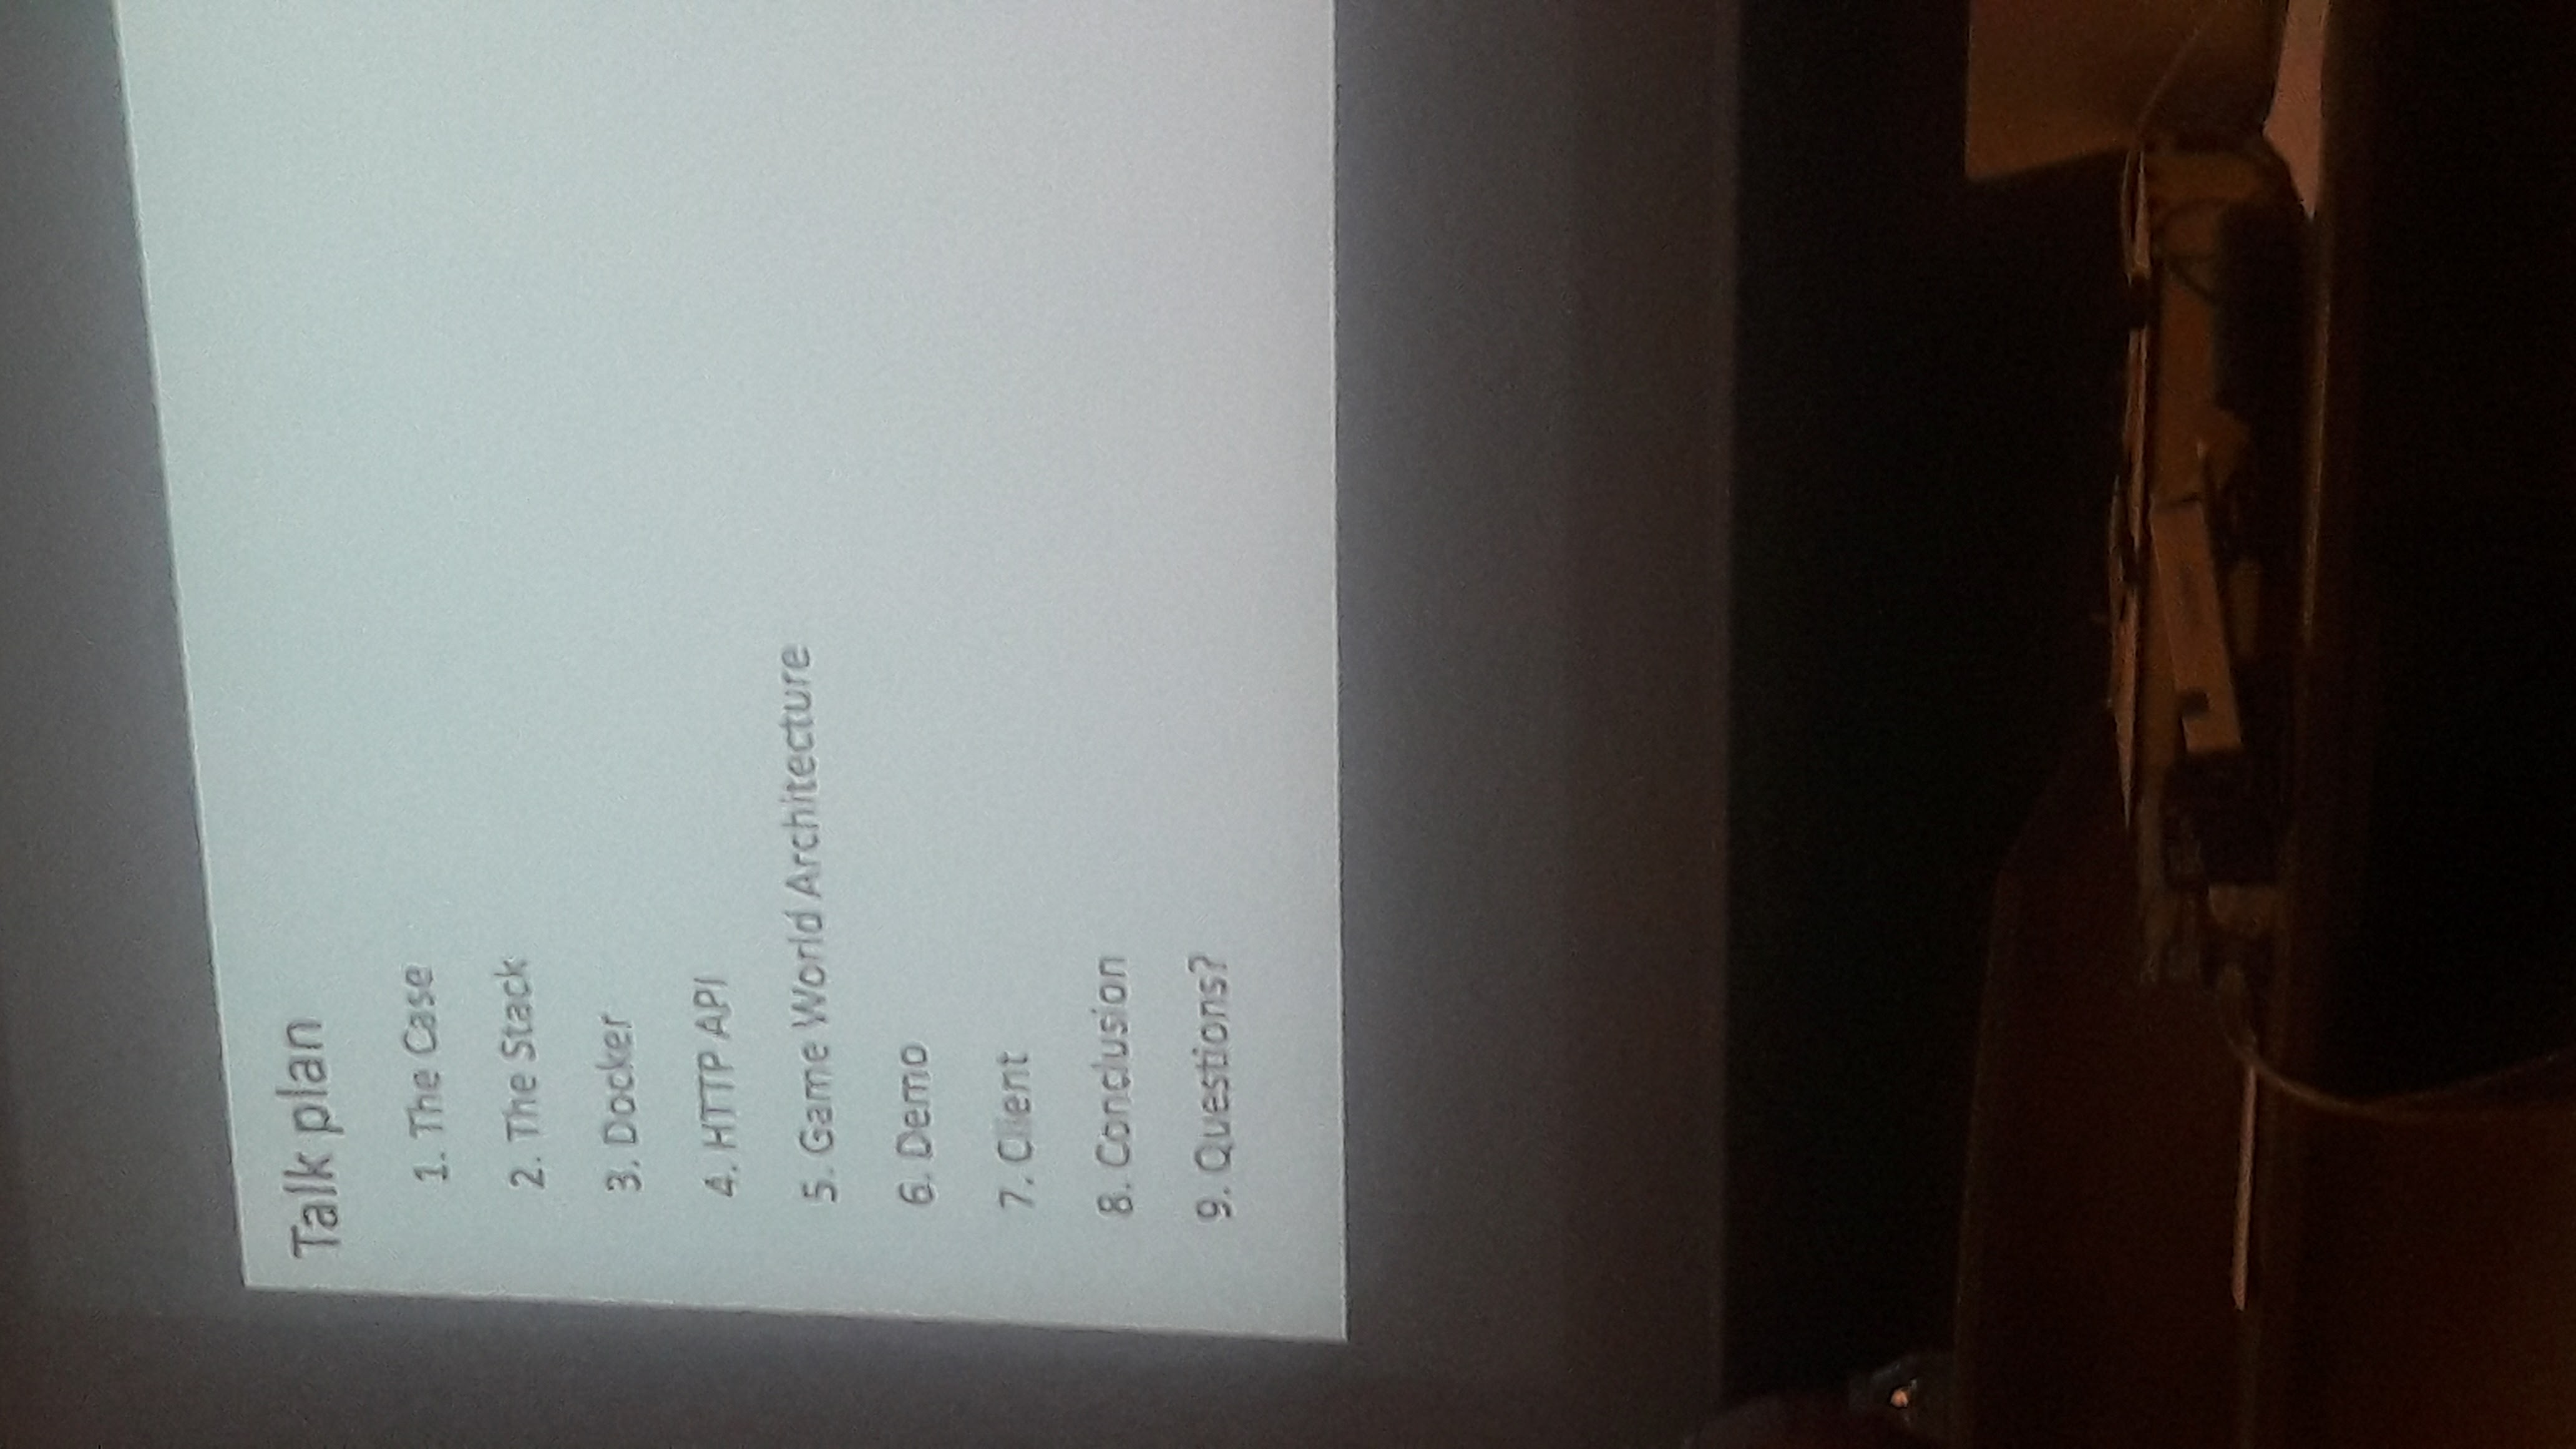 Talk plan
1. The Case
2. The Stack
3. Docker
4. HTTP API
5. Game World Architecture
6. Demo
7. Client
8. Conclusion
9. Questions?